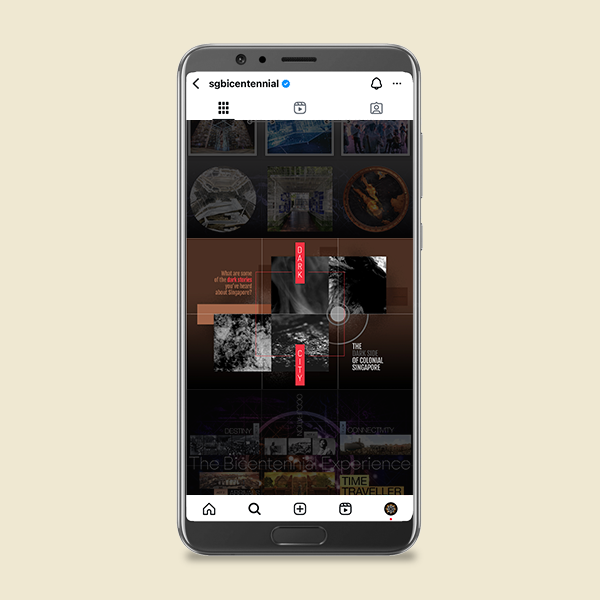 sgbicentennial
What are some
of the dark stories
you've heard
about Singapore?
DARK
CITY
THE
DARK SIDE
OF COLONIAL
SINGAPORE
DESTINY
CONNECTIVITY
The Bicentennial Experience
TIME
TRAVELLER